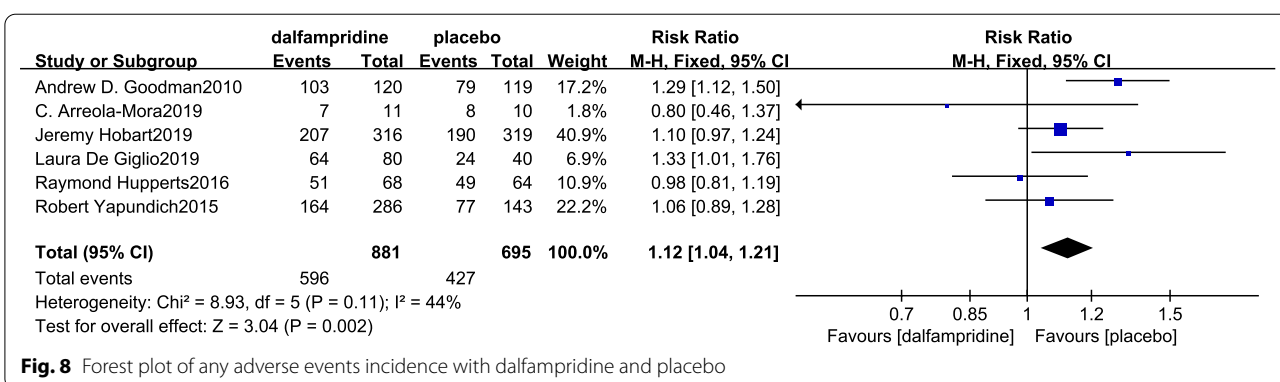 dalfampridine placebo Risk Ratio Risk Ratio
Study or Subgroup Events Total Events Total Weight M-H, Fixed, 95% CI M-H, Fixed, 95% CI
Andrew D. Goodman2010 103 120 79 119 17.2% 1.29 [1.12, 1.50]
C. Arreola-Mora2019 7 11 8 10 1.8% 0.80 [0.46, 1.37]
Jeremy Hobart2019 207 316 190 319 40.9% 1.10 [0.97, 1.24]
Laura De Giglio2019 64 80 24 40 6.9% 1.33 [1.01, 1.76]
Raymond Hupperts2016 51 68 49 64 10.9% 0.98 [0.81, 1.19]
Robert Yapundich2015 164 286 77 143 22.2% 1.06 [0.89, 1.28]
Total (95% CI) 881 695 100.0% 1.12 [1.04, 1.21]
Total events 596 427
Heterogeneity: Chi² = 8.93, df = 5 (P = 0.11); I² = 44%
Test for overall effect: Z = 3.04 (P = 0.002)
0.7 0.85 1 1.2 1.5
Favours [dalfampridine] Favours [placebo]
Fig. 8 Forest plot of any adverse events incidence with dalfampridine and placebo